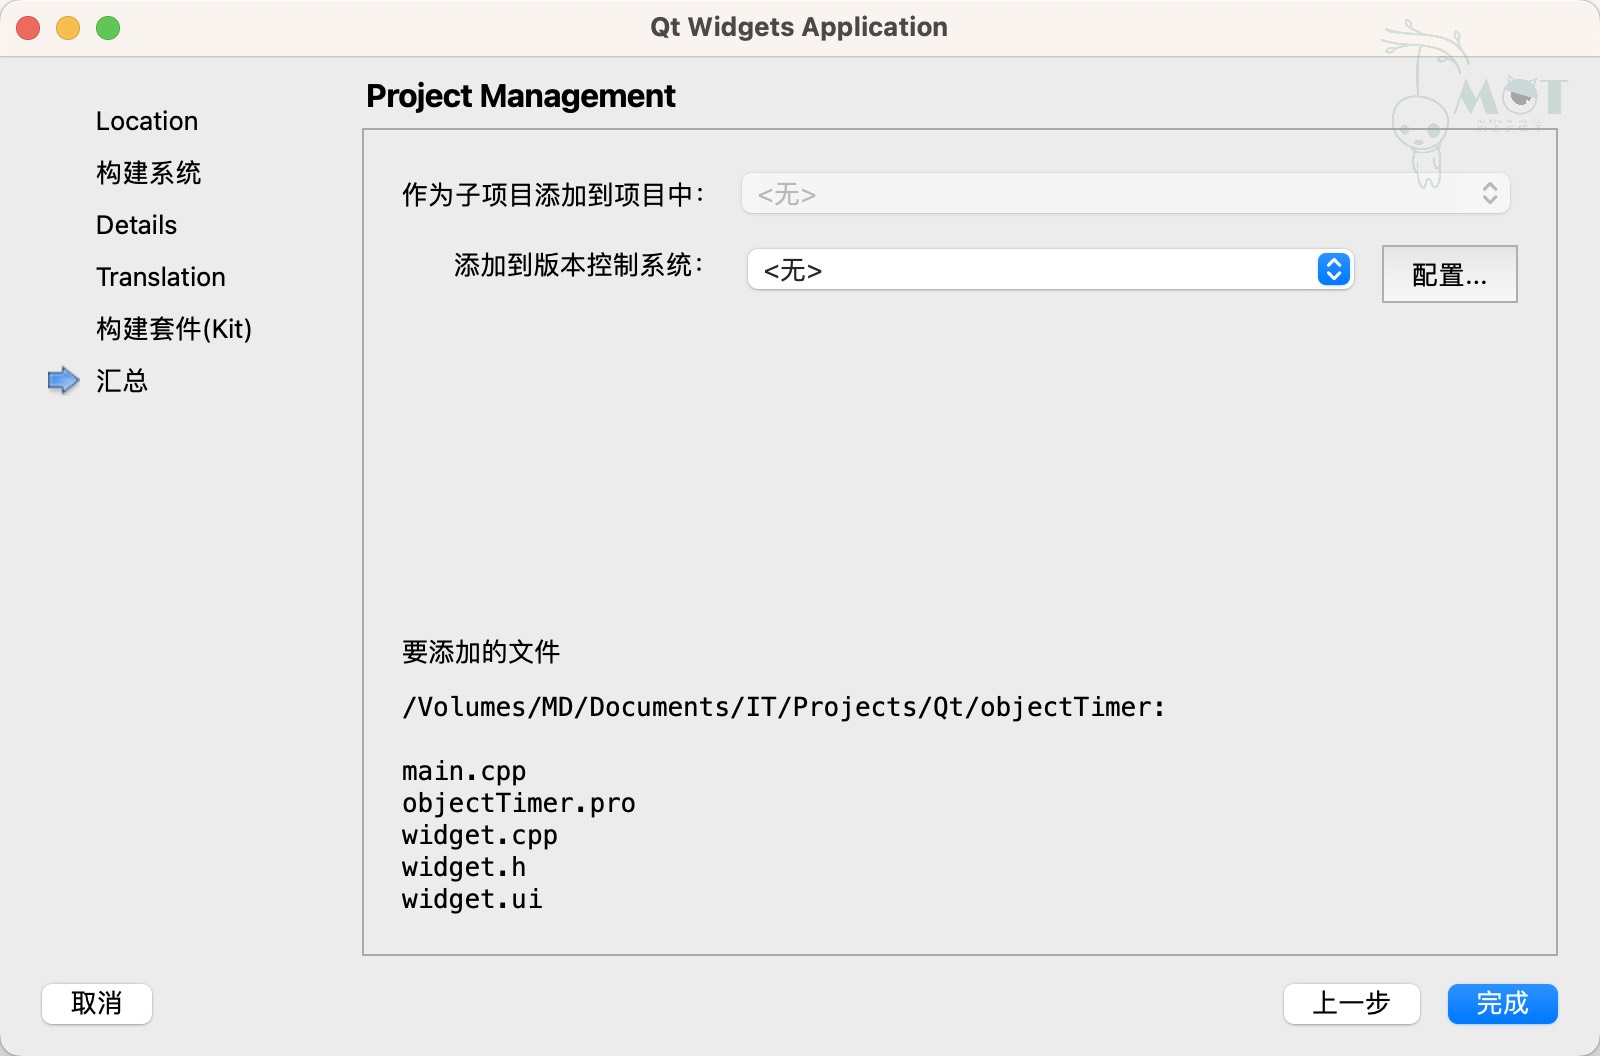 Qt Widgets Application
MOT
Location
构建系统
Details
Translation
构建套件(Kit)
汇总
Project Management
作为子项目添加到项目中：
<无>
添加到版本控制系统：
<无>
配置...
要添加的文件
/Volumes/MD/Documents/IT/Projects/Qt/objectTimer:
main.cpp
objectTimer.pro
widget.cpp
widget.h
widget.ui
取消
上一步
完成